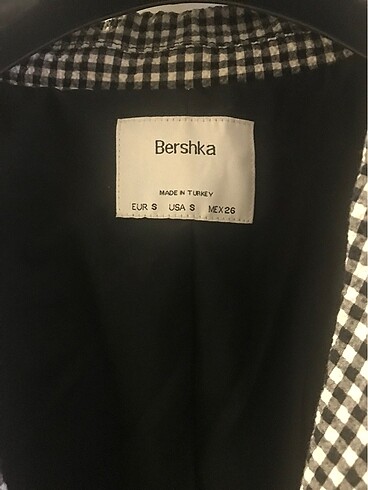 Bershka
MADE IN TURKEY
EUR S USA S MEX 26